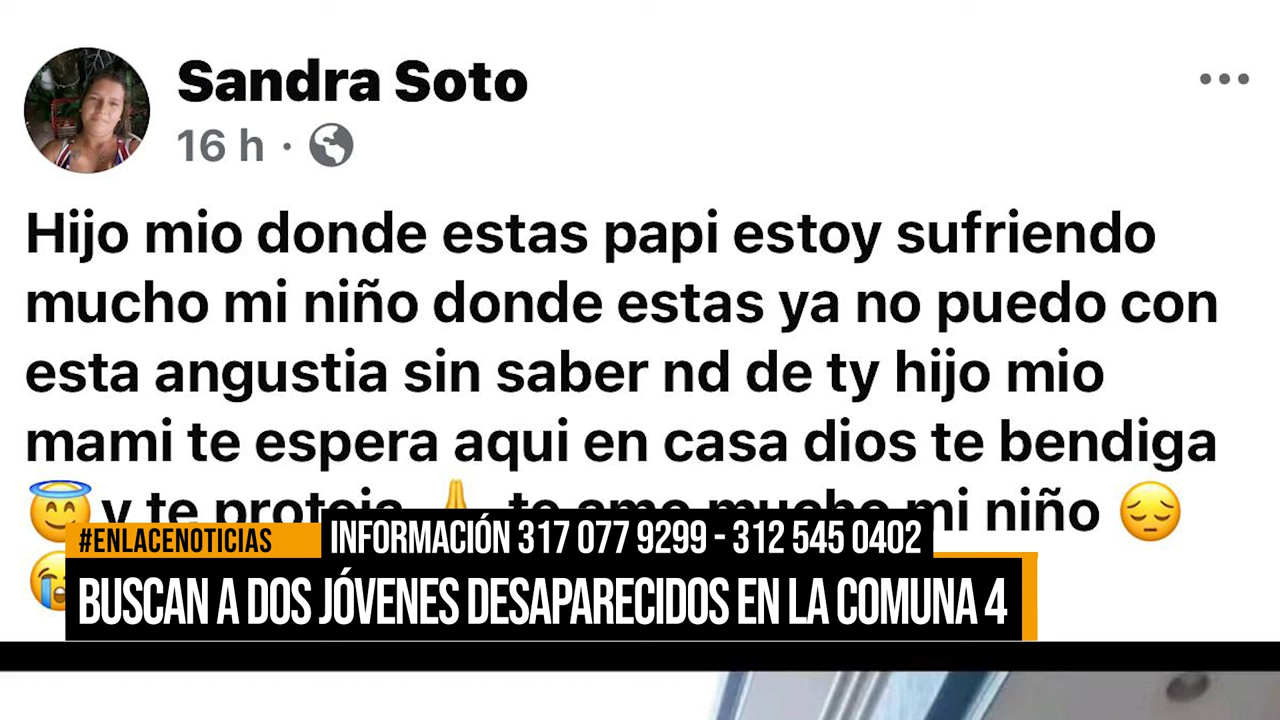 Sandra Soto
16 h ·
Hijo mio donde estas papi estoy sufriendo
mucho mi niño donde estas ya no puedo con
esta angustia sin saber nd de ty hijo mio
mami te espera aqui en casa dios te bendiga
😇 y te proteja 🙏 te amo mucho mi niño 😔
😭
#ENLACENOTICIAS
INFORMACIÓN 317 077 9299 - 312 545 0402
BUSCAN A DOS JÓVENES DESAPARECIDOS EN LA COMUNA 4